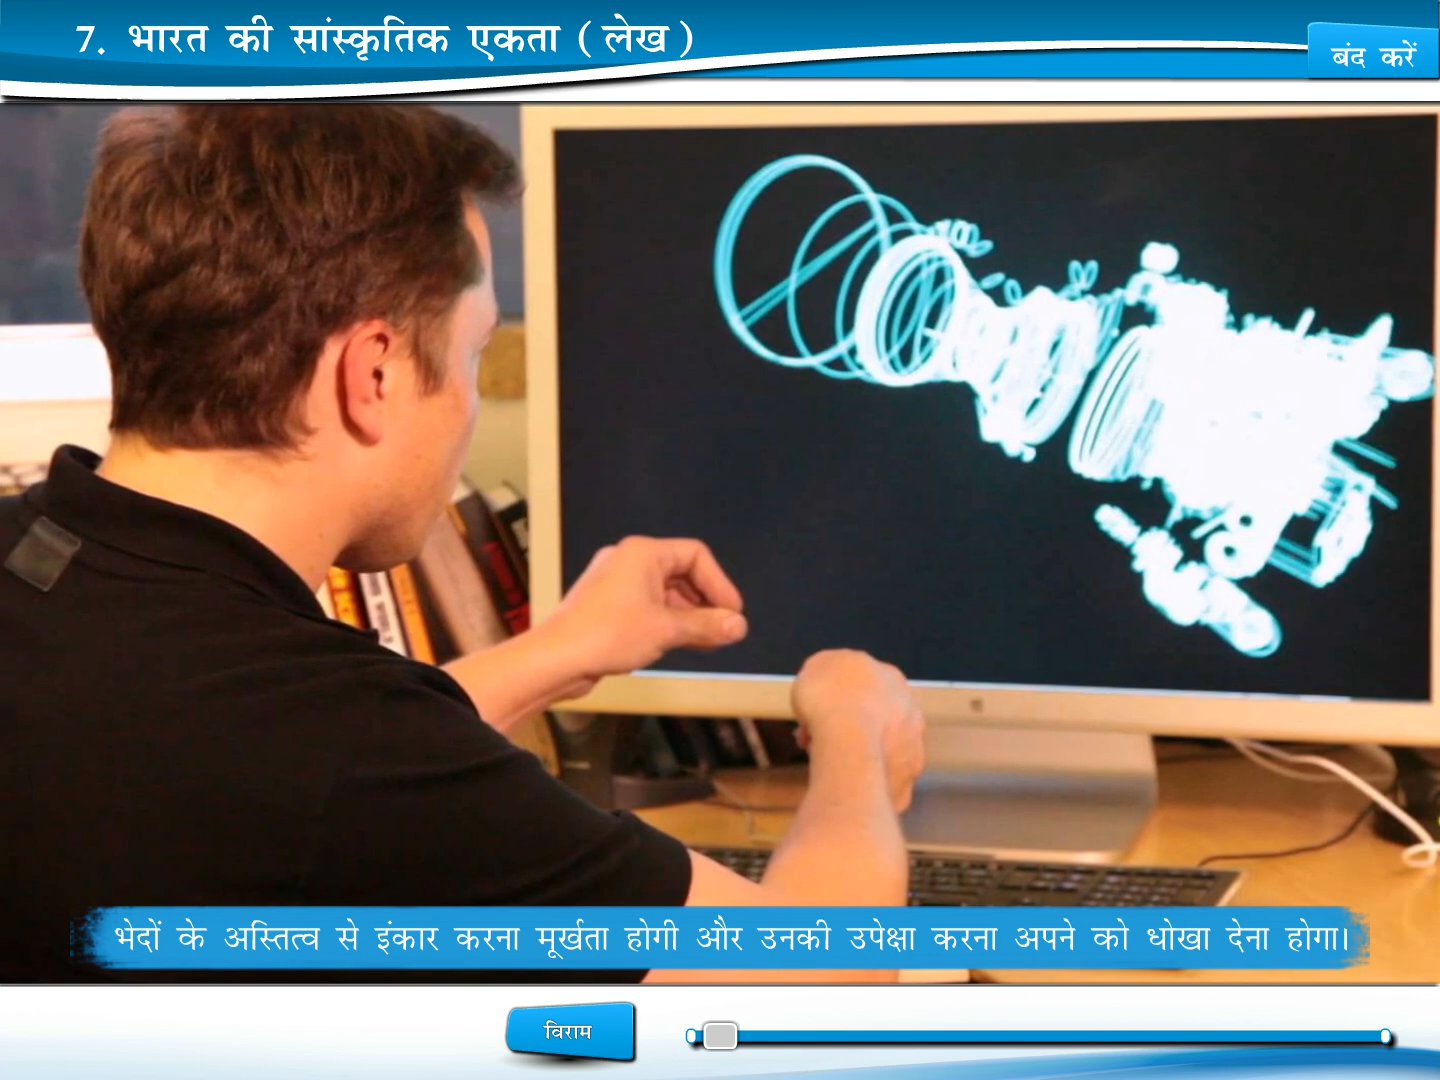 7. भारत की सांस्कृतिक एकता (लेख)
बंद करें
भेदों के अस्तित्व से इंकार करना मूर्खता होगी और उनकी उपेक्षा करना अपने को धोखा देना होगा।
विराम